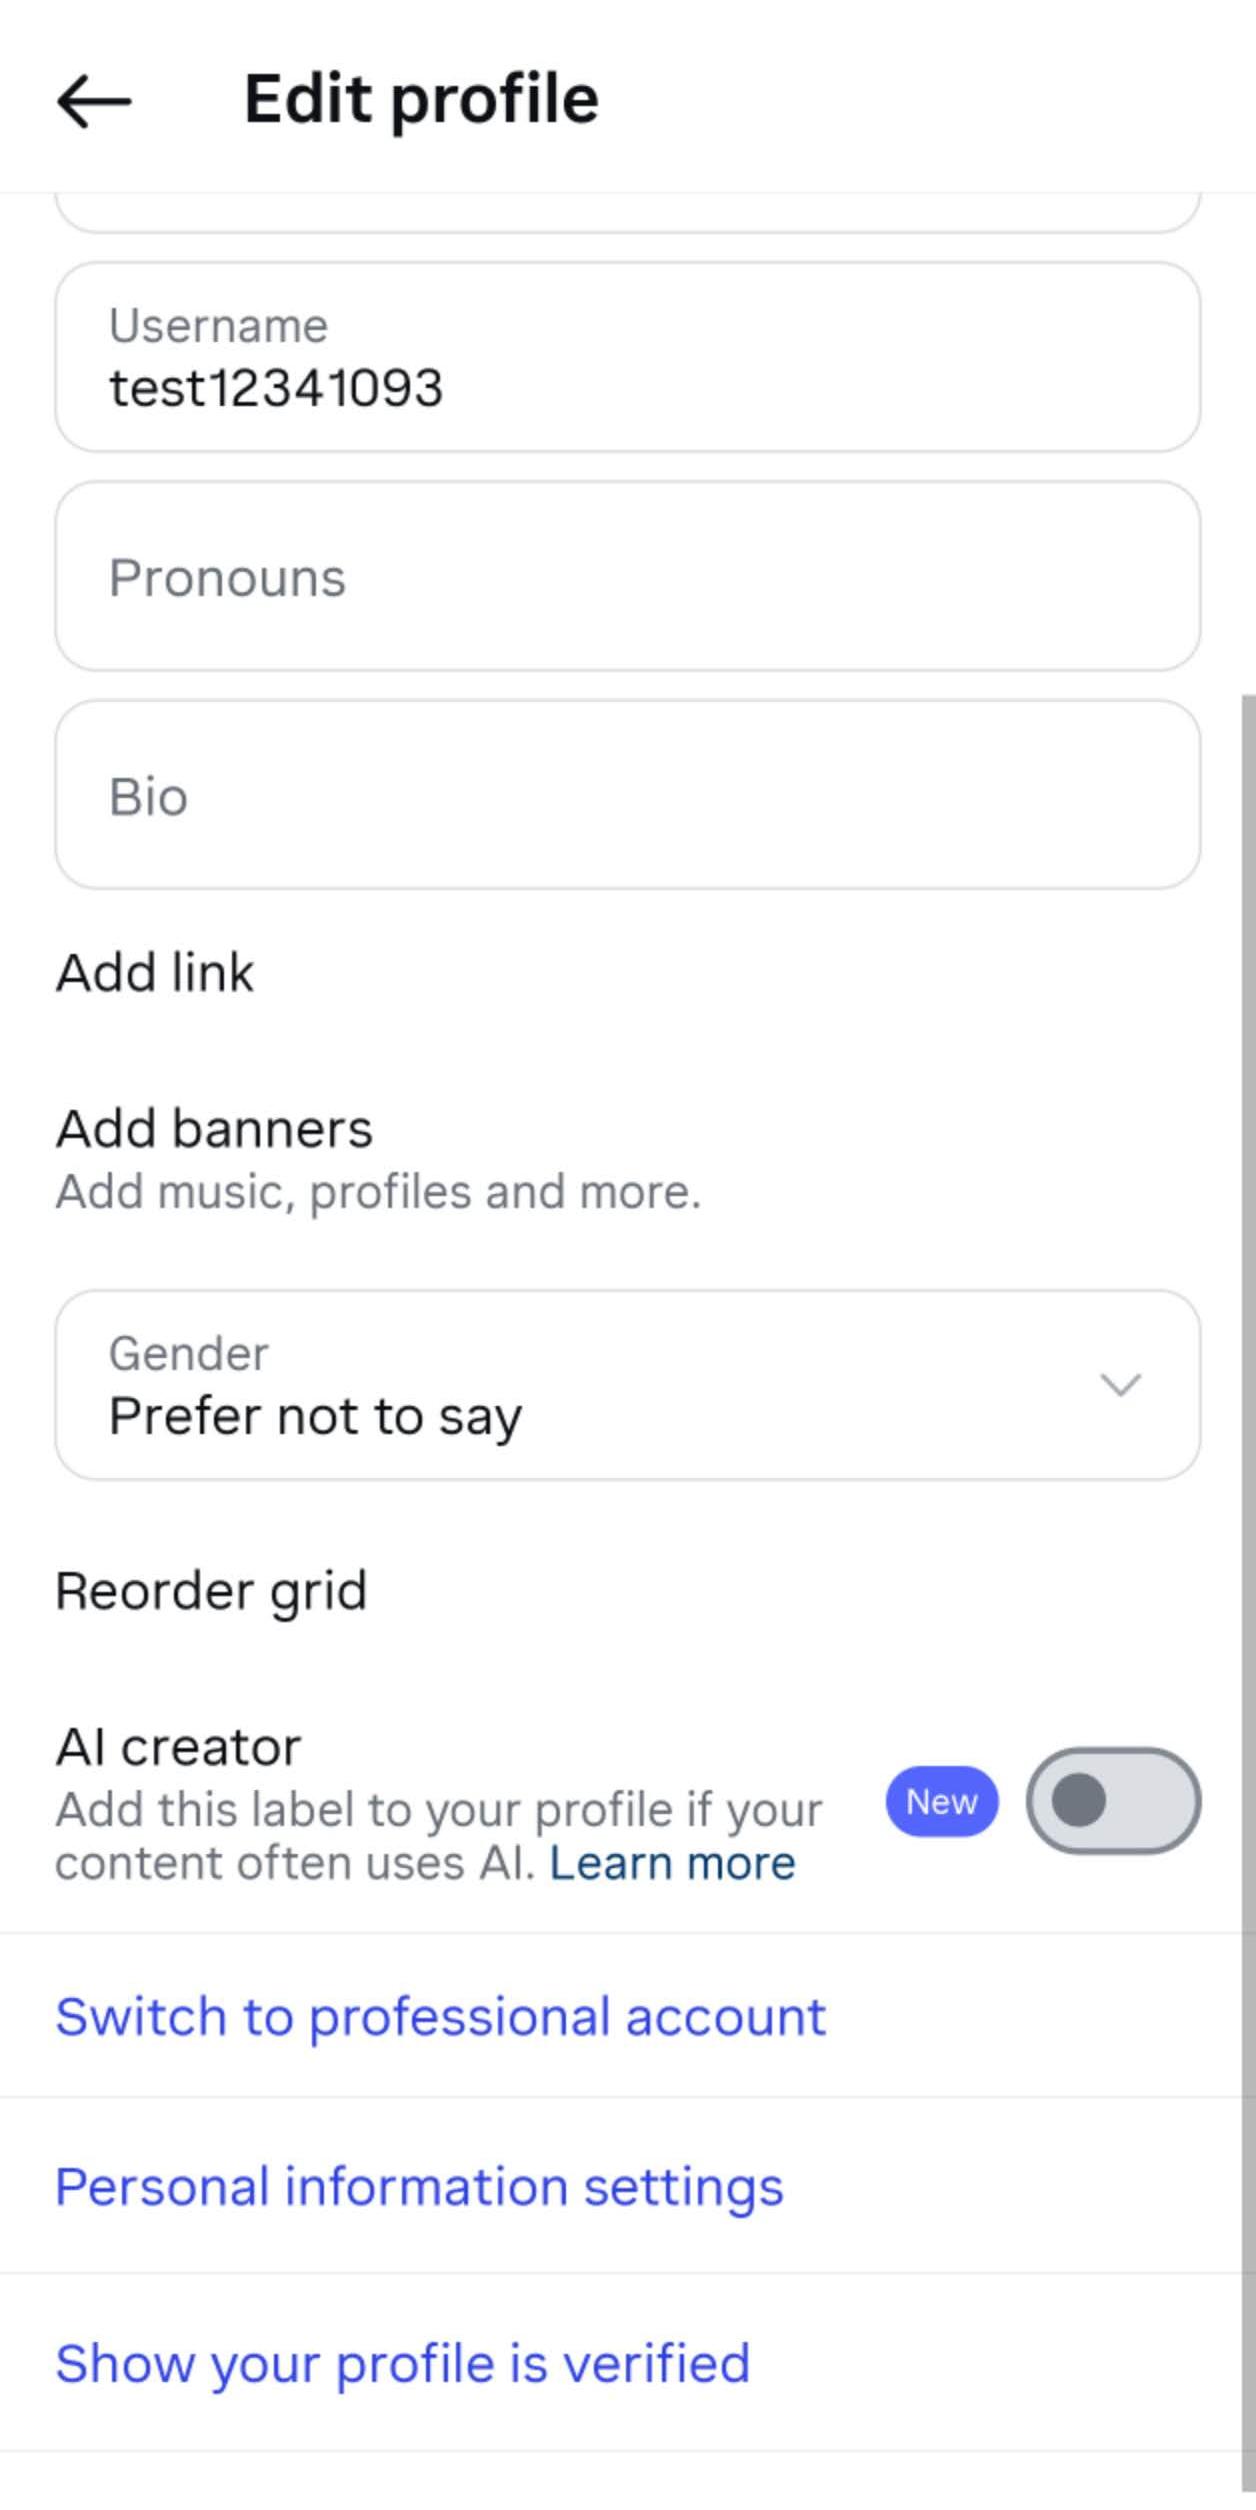 Edit profile
Username
test12341093
Pronouns
Bio
Add link
Add banners
Add music, profiles and more.
Gender
Prefer not to say
Reorder grid
AI creator
Add this label to your profile if your
content often uses AI. Learn more
New
Switch to professional account
Personal information settings
Show your profile is verified